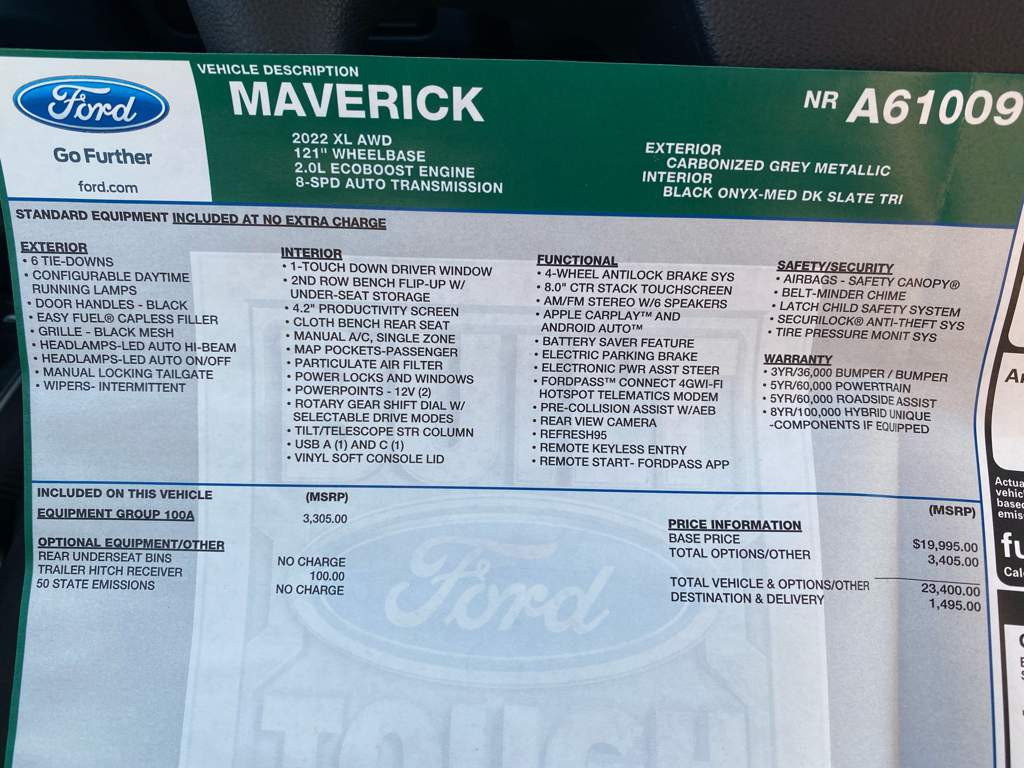 Ford
Go Further
ford.com
VEHICLE DESCRIPTION
MAVERICK
NR A61009
2022 XL AWD
121" WHEELBASE
2.0L ECOBOOST ENGINE
8-SPD AUTO TRANSMISSION
EXTERIOR
CARBONIZED GREY METALLIC
INTERIOR
BLACK ONYX-MED DK SLATE TRI
STANDARD EQUIPMENT INCLUDED AT NO EXTRA CHARGE
EXTERIOR
• 6 TIE-DOWNS
• CONFIGURABLE DAYTIME
RUNNING LAMPS
• DOOR HANDLES - BLACK
• EASY FUEL® CAPLESS FILLER
• GRILLE - BLACK MESH
• HEADLAMPS-LED AUTO HI-BEAM
• HEADLAMPS-LED AUTO ON/OFF
• MANUAL LOCKING TAILGATE
• WIPERS- INTERMITTENT
INTERIOR
• 1-TOUCH DOWN DRIVER WINDOW
• 2ND ROW BENCH FLIP-UP W/
UNDER-SEAT STORAGE
• 4.2" PRODUCTIVITY SCREEN
• CLOTH BENCH REAR SEAT
• MANUAL A/C, SINGLE ZONE
• MAP POCKETS-PASSENGER
• PARTICULATE AIR FILTER
• POWER LOCKS AND WINDOWS
• POWERPOINTS - 12V (2)
• ROTARY GEAR SHIFT DIAL W/
SELECTABLE DRIVE MODES
• TILT/TELESCOPE STR COLUMN
• USB A (1) AND C (1)
• VINYL SOFT CONSOLE LID
FUNCTIONAL
• 4-WHEEL ANTILOCK BRAKE SYS
• 8.0" CTR STACK TOUCHSCREEN
• AM/FM STEREO W/6 SPEAKERS
• APPLE CARPLAY™ AND
ANDROID AUTO™
• BATTERY SAVER FEATURE
• ELECTRIC PARKING BRAKE
• ELECTRONIC PWR ASST STEER
• FORDPASS™ CONNECT 4GWI-FI
HOTSPOT TELEMATICS MODEM
• PRE-COLLISION ASSIST W/AEB
• REAR VIEW CAMERA
• REFRESH95
• REMOTE KEYLESS ENTRY
• REMOTE START- FORDPASS APP
SAFETY/SECURITY
• AIRBAGS - SAFETY CANOPY®
• BELT-MINDER CHIME
• LATCH CHILD SAFETY SYSTEM
• SECURILOCK® ANTI-THEFT SYS
• TIRE PRESSURE MONIT SYS
WARRANTY
• 3YR/36,000 BUMPER / BUMPER
• 5YR/60,000 POWERTRAIN
• 5YR/60,000 ROADSIDE ASSIST
• 8YR/100,000 HYBRID UNIQUE
-COMPONENTS IF EQUIPPED
INCLUDED ON THIS VEHICLE (MSRP)
EQUIPMENT GROUP 100A 3,305.00
OPTIONAL EQUIPMENT/OTHER
REAR UNDERSEAT BINS NO CHARGE
TRAILER HITCH RECEIVER 100.00
50 STATE EMISSIONS NO CHARGE
PRICE INFORMATION (MSRP)
BASE PRICE $19,995.00
TOTAL OPTIONS/OTHER 3,405.00
TOTAL VEHICLE & OPTIONS/OTHER 23,400.00
DESTINATION & DELIVERY 1,495.00
BUILT
Ford
TOUGH